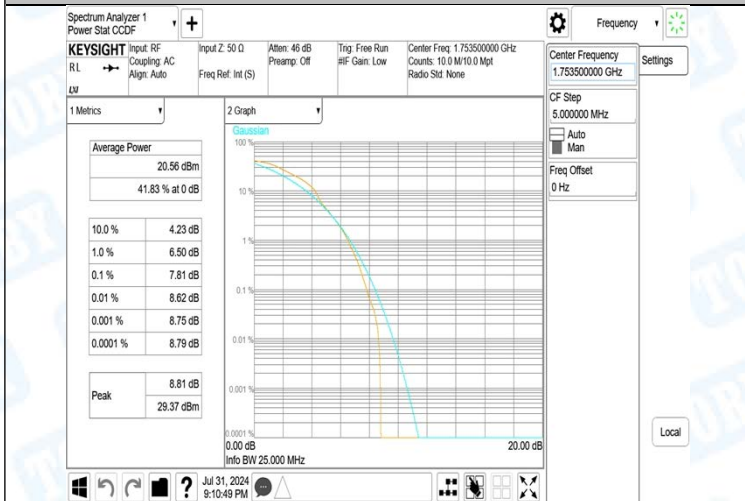 Spectrum Analyzer 1
Power Stat CCDF
Frequency
KEYSIGHT
RL
LXI
Input: RF
Coupling: AC
Align: Auto
Input Z: 50 Ω
Freq Ref: Int (S)
Atten: 46 dB
Preamp: Off
Trig: Free Run
#IF Gain: Low
Center Freq: 1.753500000 GHz
Counts: 10.0 M/10.0 Mpt
Radio Std: None
Center Frequency
1.753500000 GHz
Settings
CF Step
5.000000 MHz
Auto
Man
Freq Offset
0 Hz
1 Metrics
Average Power
20.56 dBm
41.83 % at 0 dB
10.0 % 4.23 dB
1.0 % 6.50 dB
0.1 % 7.81 dB
0.01 % 8.62 dB
0.001 % 8.75 dB
0.0001 % 8.79 dB
Peak
8.81 dB
29.37 dBm
2 Graph
Gaussian
100 %
10 %
1 %
0.1 %
0.01 %
0.001 %
0.0001 %
0.00 dB 20.00 dB
Info BW 25.000 MHz
Local
?
Jul 31, 2024
9:10:49 PM